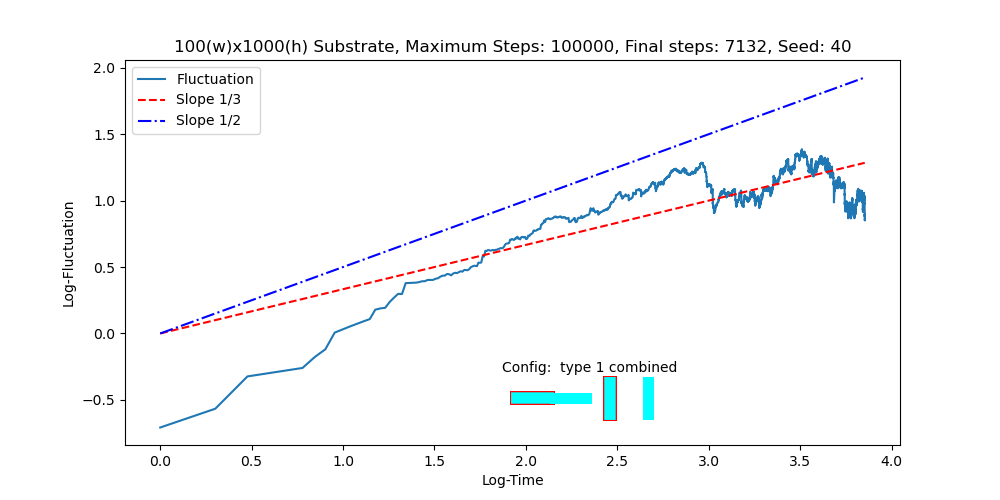 100(w)x1000(h) Substrate, Maximum Steps: 100000, Final steps: 7132, Seed: 40
Fluctuation
Slope 1/3
Slope 1/2
2.0
1.5
1.0
0.5
0.0
−0.5
Log-Fluctuation
Config:  type 1 combined
0.0 0.5 1.0 1.5 2.0 2.5 3.0 3.5 4.0
Log-Time